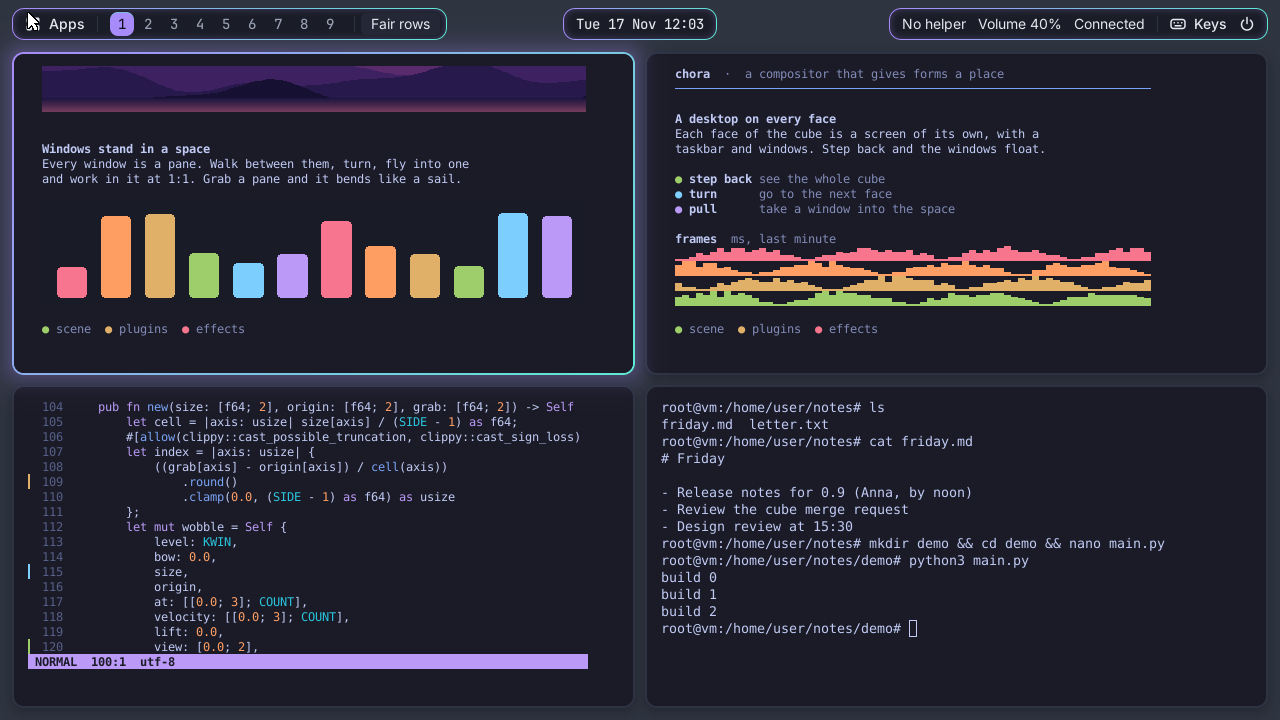 Apps 1 2 3 4 5 6 7 8 9 Fair rows
Tue 17 Nov 12:03
No helper Volume 40% Connected Keys
Windows stand in a space
Every window is a pane. Walk between them, turn, fly into one
and work in it at 1:1. Grab a pane and it bends like a sail.
● scene ● plugins ● effects
chora · a compositor that gives forms a place
A desktop on every face
Each face of the cube is a screen of its own, with a
taskbar and windows. Step back and the windows float.
● step back see the whole cube
● turn go to the next face
● pull take a window into the space
frames ms, last minute
● scene ● plugins ● effects
104 pub fn new(size: [f64; 2], origin: [f64; 2], grab: [f64; 2]) -> Self
105 let cell = |axis: usize| size[axis] / (SIDE - 1) as f64;
106 #[allow(clippy::cast_possible_truncation, clippy::cast_sign_loss)
107 let index = |axis: usize| {
108 ((grab[axis] - origin[axis]) / cell(axis))
109 .round()
110 .clamp(0.0, (SIDE - 1) as f64) as usize
111 };
112 let mut wobble = Self {
113 level: KWIN,
114 bow: 0.0,
115 size,
116 origin,
117 at: [[0.0; 3]; COUNT],
118 velocity: [[0.0; 3]; COUNT],
119 lift: 0.0,
120 view: [0.0; 2],
NORMAL 100:1 utf-8
root@vm:/home/user/notes# ls
friday.md letter.txt
root@vm:/home/user/notes# cat friday.md
# Friday
- Release notes for 0.9 (Anna, by noon)
- Review the cube merge request
- Design review at 15:30
root@vm:/home/user/notes# mkdir demo && cd demo && nano main.py
root@vm:/home/user/notes/demo# python3 main.py
build 0
build 1
build 2
root@vm:/home/user/notes/demo#